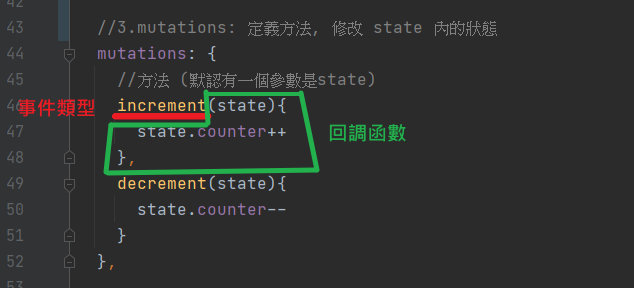 43 //3.mutations: 定義方法, 修改 state 內的狀態
44 mutations: {
45 //方法 (默認有一個參數是state)
46 事件類型 increment(state){
47 state.counter++ 回調函數
48 },
49 decrement(state){
50 state.counter--
51 }
52 },